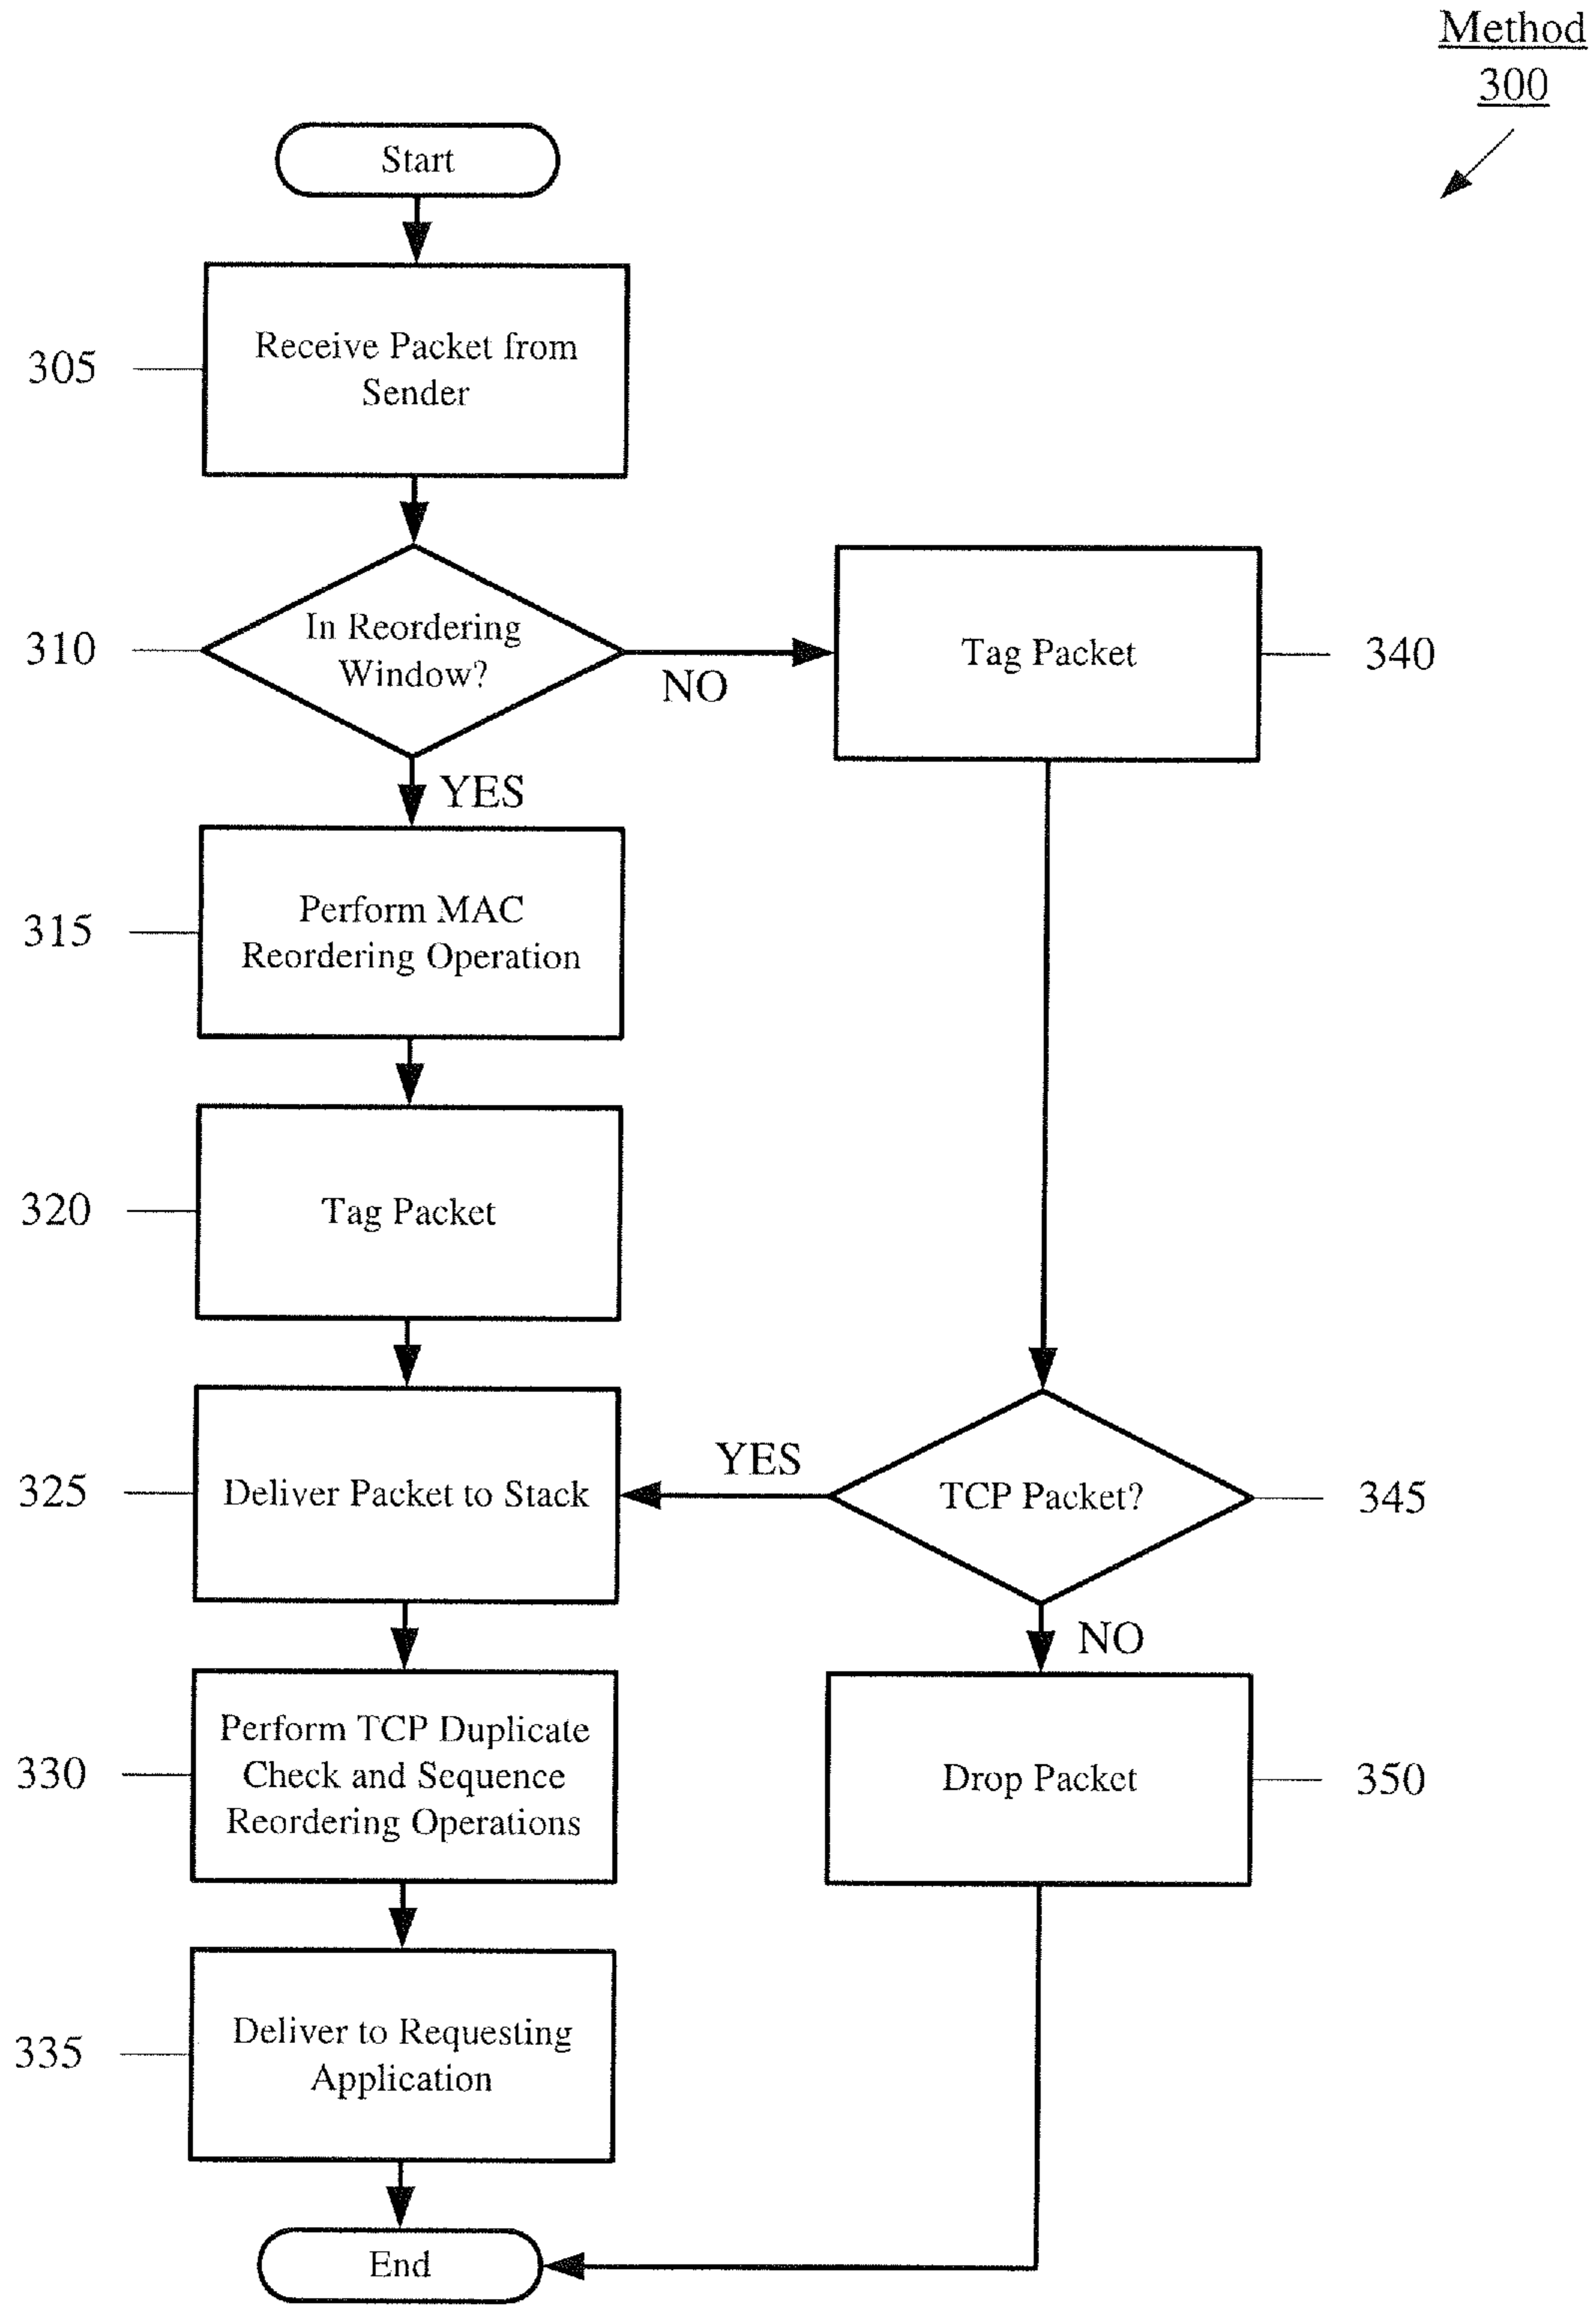 Method
300
Start
305
Receive Packet from
Sender
310
In Reordering
Window?
NO
Tag Packet
340
YES
315
Perform MAC
Reordering Operation
320
Tag Packet
325
Deliver Packet to Stack
YES
TCP Packet?
345
NO
330
Perform TCP Duplicate
Check and Sequence
Reordering Operations
Drop Packet
350
335
Deliver to Requesting
Application
End